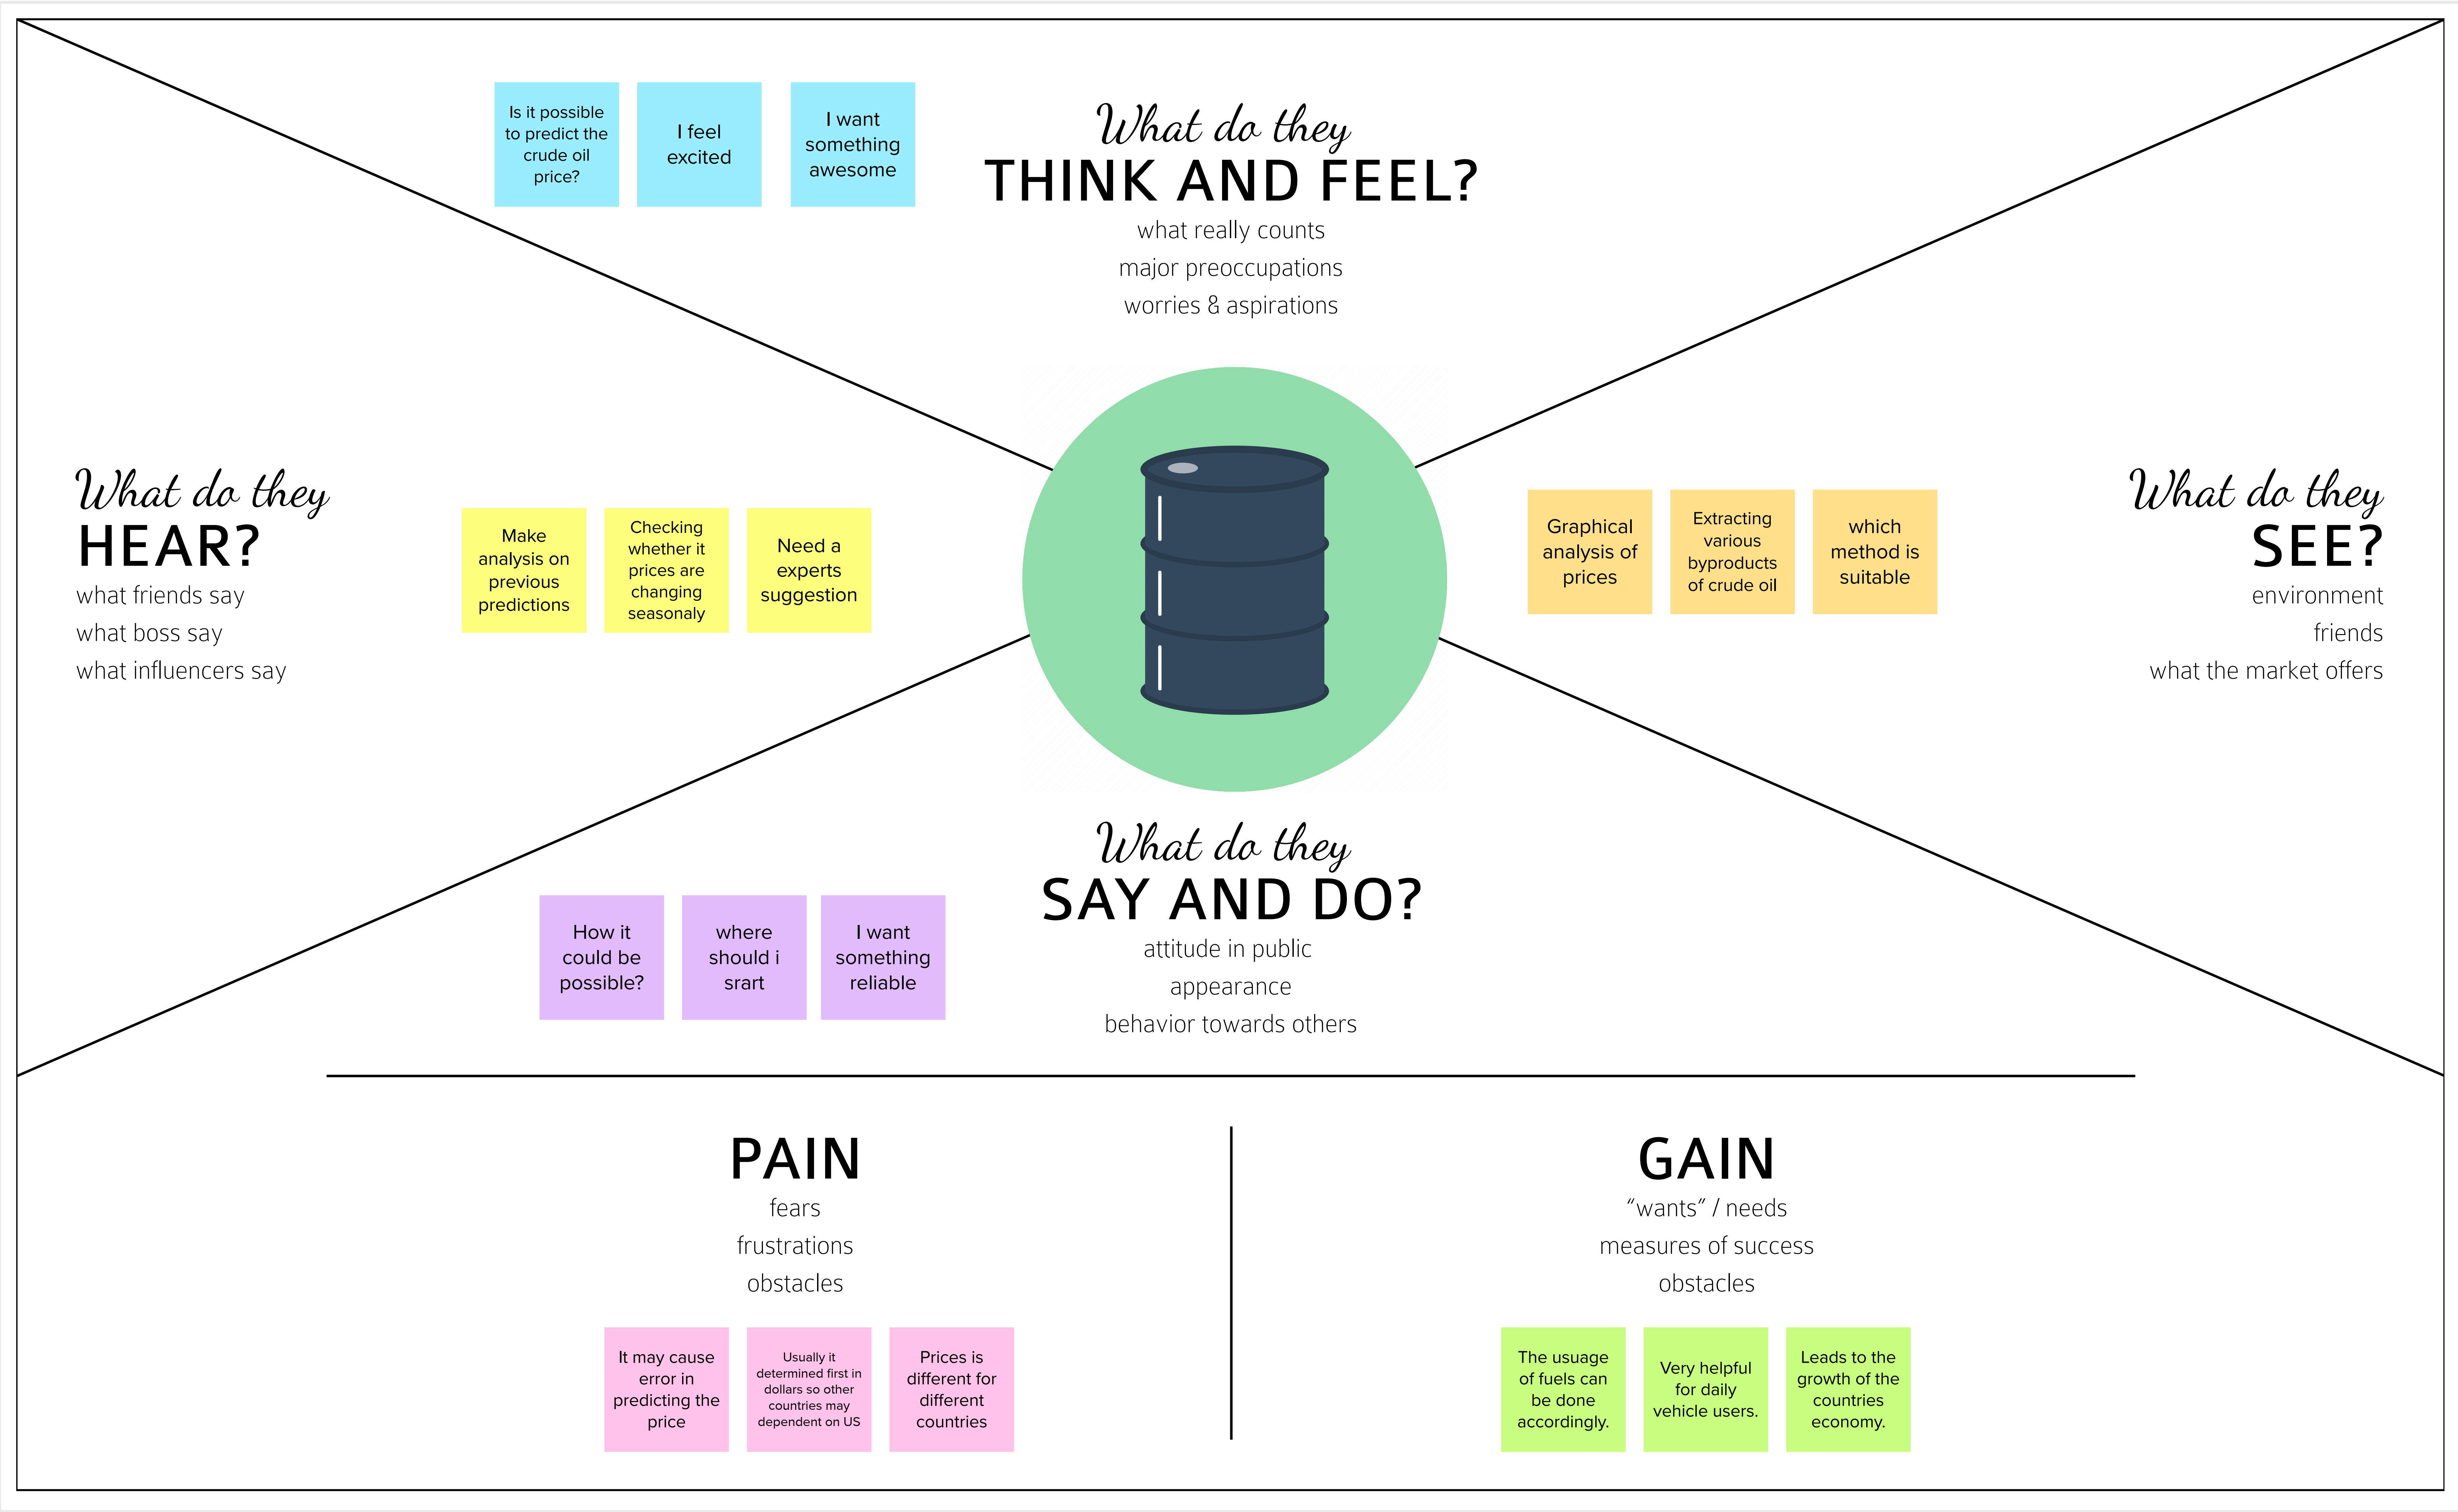 Is it possible
to predict the
crude oil
price?
I feel
excited
I want
something
awesome
What do they
THINK AND FEEL?
what really counts
major preoccupations
worries & aspirations
What do they
HEAR?
what friends say
what boss say
what influencers say
Make
analysis on
previous
predictions
Checking
whether it
prices are
changing
seasonaly
Need a
experts
suggestion
Graphical
analysis of
prices
Extracting
various
byproducts
of crude oil
which
method is
suitable
What do they
SEE?
environment
friends
what the market offers
What do they
SAY AND DO?
attitude in public
appearance
behavior towards others
How it
could be
possible?
where
should i
srart
I want
something
reliable
PAIN
fears
frustrations
obstacles
It may cause
error in
predicting the
price
Usually it
determined first in
dollars so other
countries may
dependent on US
Prices is
different for
different
countries
GAIN
“wants” / needs
measures of success
obstacles
The usuage
of fuels can
be done
accordingly.
Very helpful
for daily
vehicle users.
Leads to the
growth of the
countries
economy.